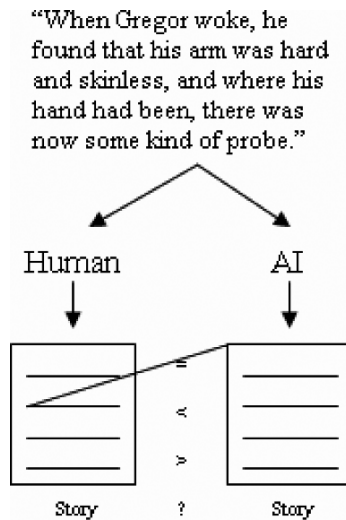 “When Gregor woke, he
found that his arm was hard
and skinless, and where his
hand had been, there was
now some kind of probe.”
Human AI
=
<
>
Story ? Story